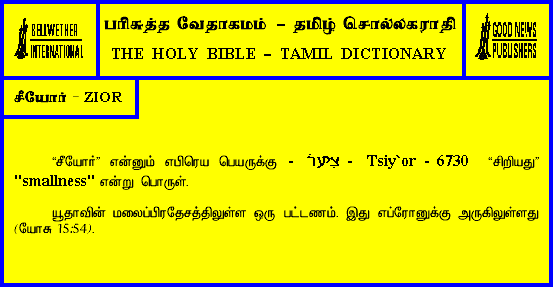 BELLWETHER
INTERNATIONAL
பரிசுத்த வேதாகமம் – தமிழ் சொல்லகராதி
THE HOLY BIBLE – TAMIL DICTIONARY
GOOD NEWS
PUBLISHERS
சீயோர் – ZIOR
“சீயோர்” என்னும் எபிரெய பெயருக்கு - צִיעֹר - Tsiy`or - 6730 “சிறியது”
"smallness" என்று பொருள்.
யூதாவின் மலைப்பிரதேசத்திலுள்ள ஒரு பட்டணம். இது எப்ரோனுக்கு அருகிலுள்ளது
(யோசு 15:54).